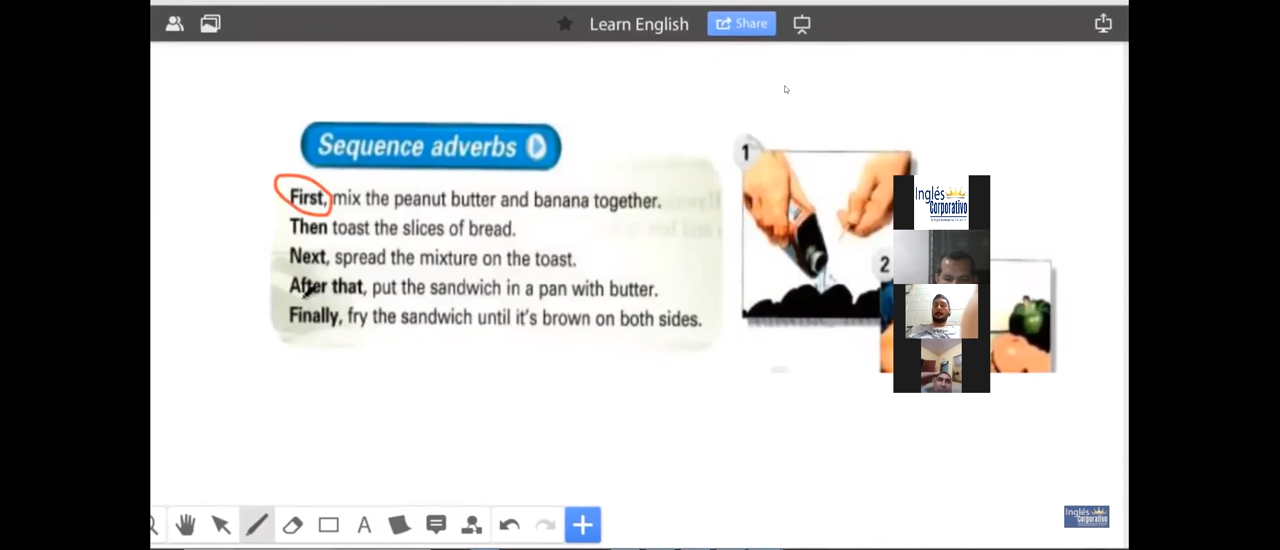 Learn English
Share
Sequence adverbs
First, mix the peanut butter and banana together.
Then toast the slices of bread.
Next, spread the mixture on the toast.
After that, put the sandwich in a pan with butter.
Finally, fry the sandwich until it's brown on both sides.
1
2
Inglés
Corporativo
A
Inglés
Corporativo